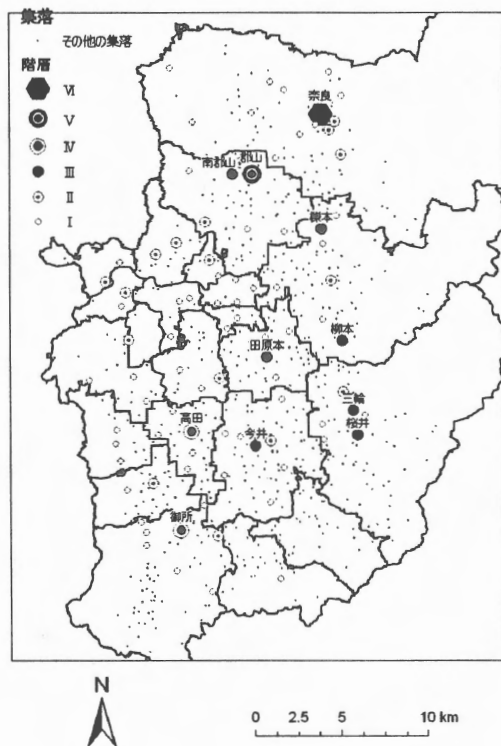 集落
その他の集落
階層
Ⅵ
Ⅴ
Ⅳ
Ⅲ
Ⅱ
Ⅰ
奈良
南郡山
郡山
櫟本
柳本
田原本
三輪
桜井
高田
今井
御所
N
0 2.5 5 10 km